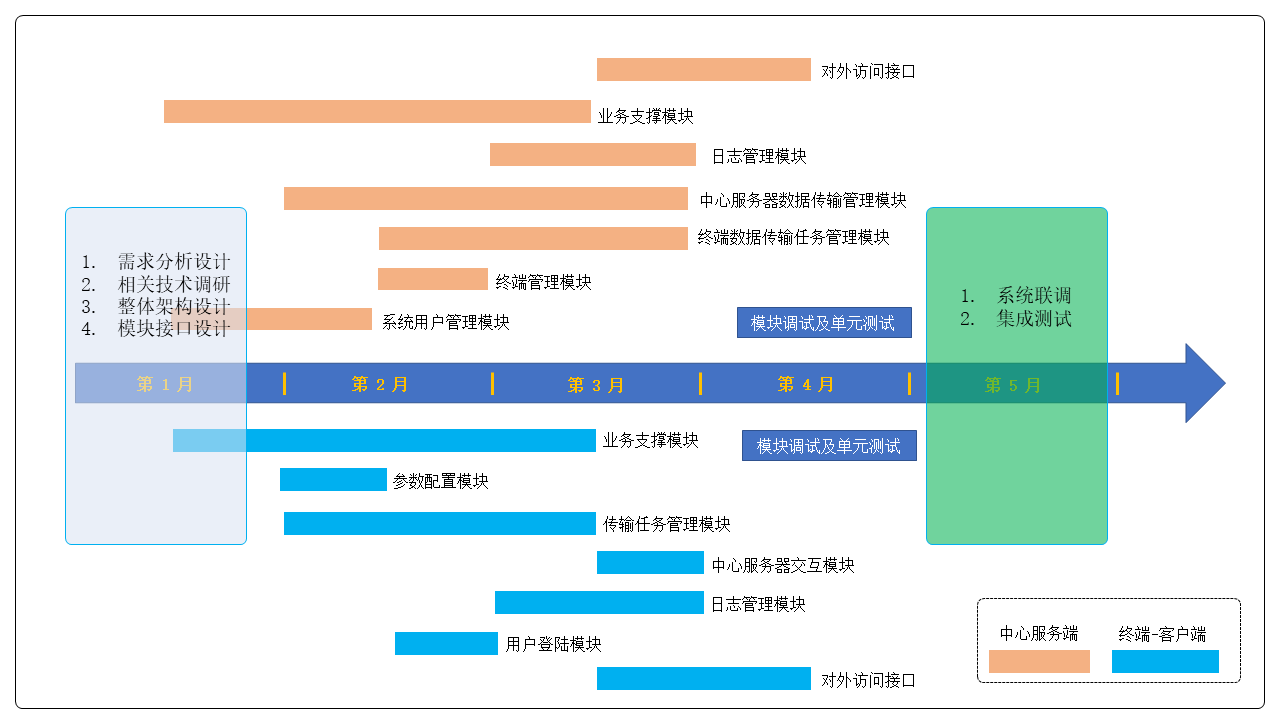 对外访问接口
业务支撑模块
日志管理模块
中心服务器数据传输管理模块
终端数据传输任务管理模块
终端管理模块
系统用户管理模块
1. 需求分析设计
2. 相关技术调研
3. 整体架构设计
4. 模块接口设计
模块调试及单元测试
1. 系统联调
2. 集成测试
第 1 月
第 2 月
第 3 月
第 4 月
第 5 月
业务支撑模块
模块调试及单元测试
参数配置模块
传输任务管理模块
中心服务器交互模块
日志管理模块
用户登陆模块
对外访问接口
中心服务端
终端-客户端